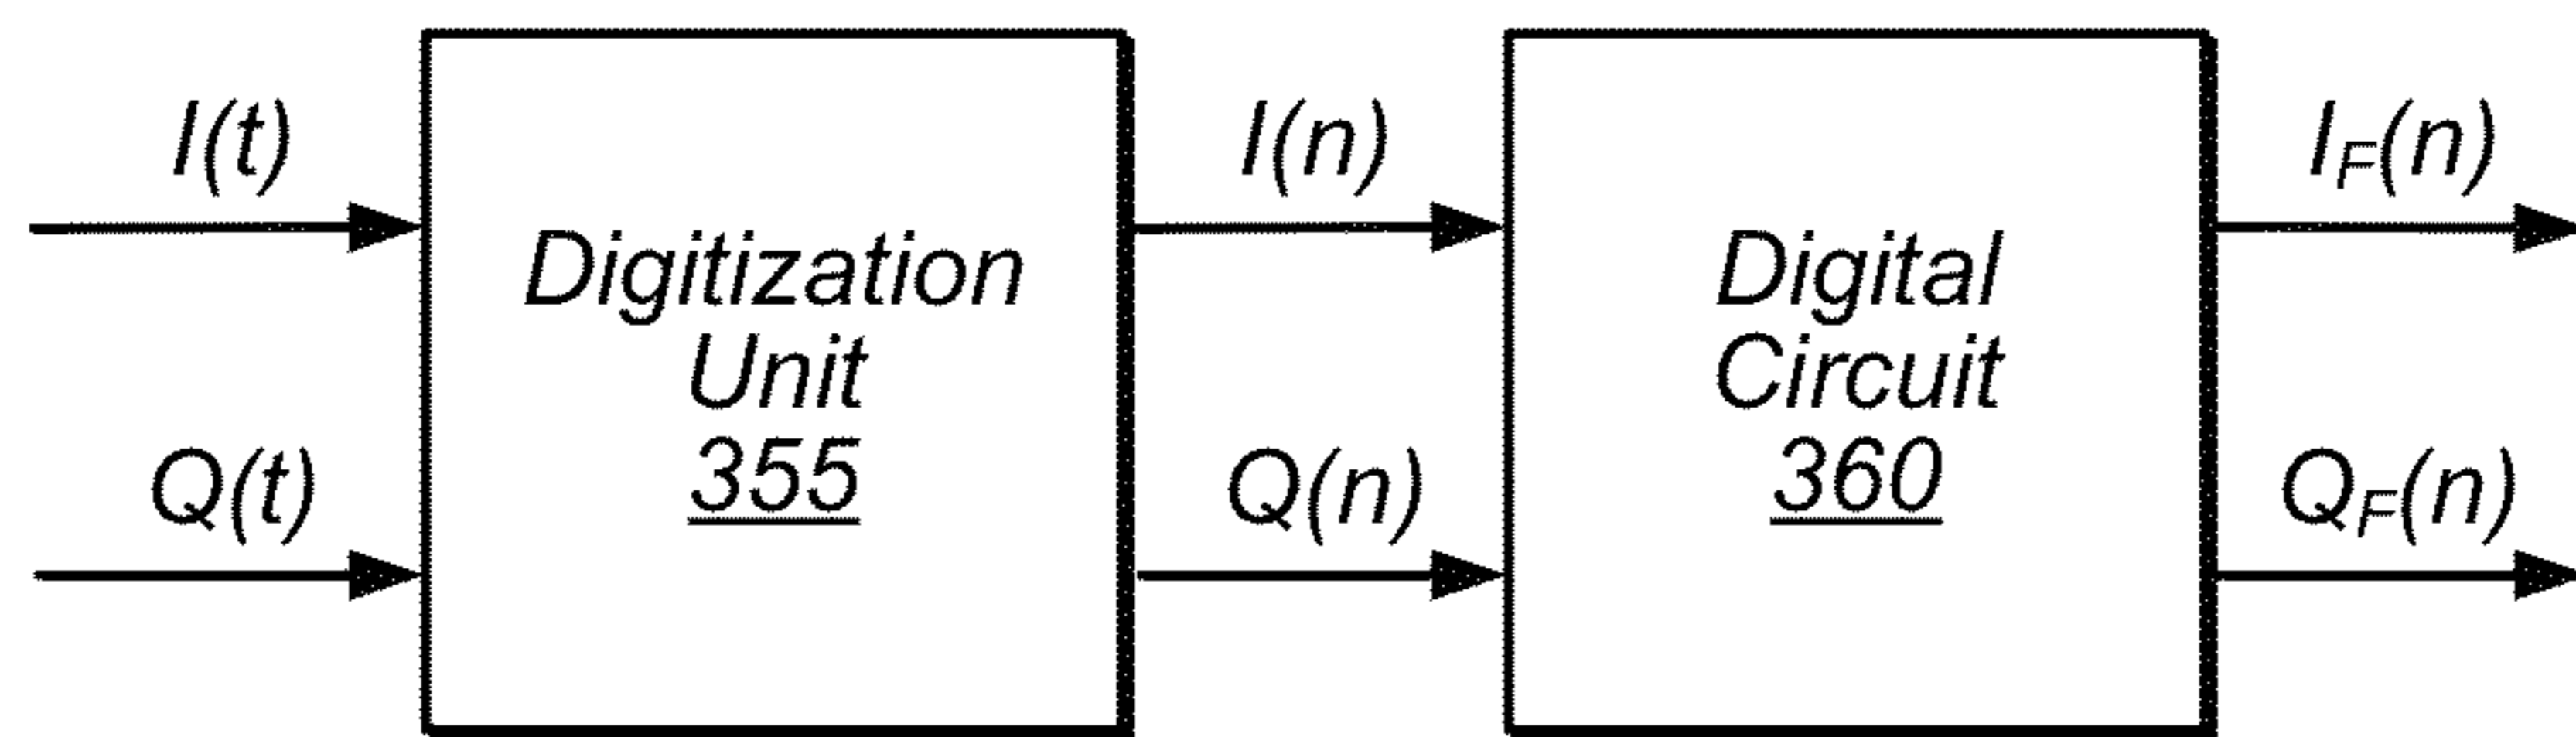 I(t)
Q(t)
Digitization
Unit
355
I(n)
Q(n)
Digital
Circuit
360
I_F(n)
Q_F(n)